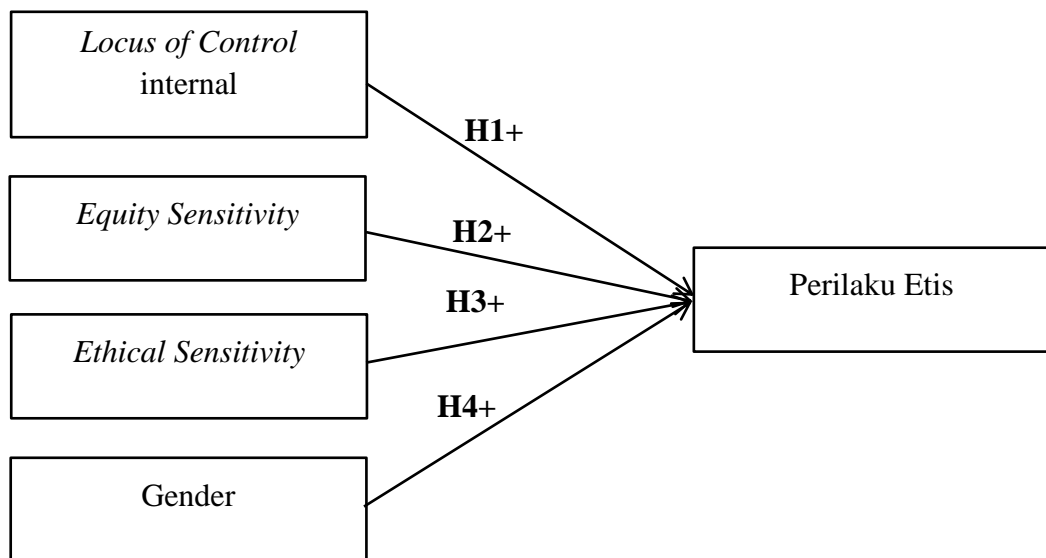 Locus of Control
internal
H1+
Equity Sensitivity
H2+
Perilaku Etis
H3+
Ethical Sensitivity
H4+
Gender